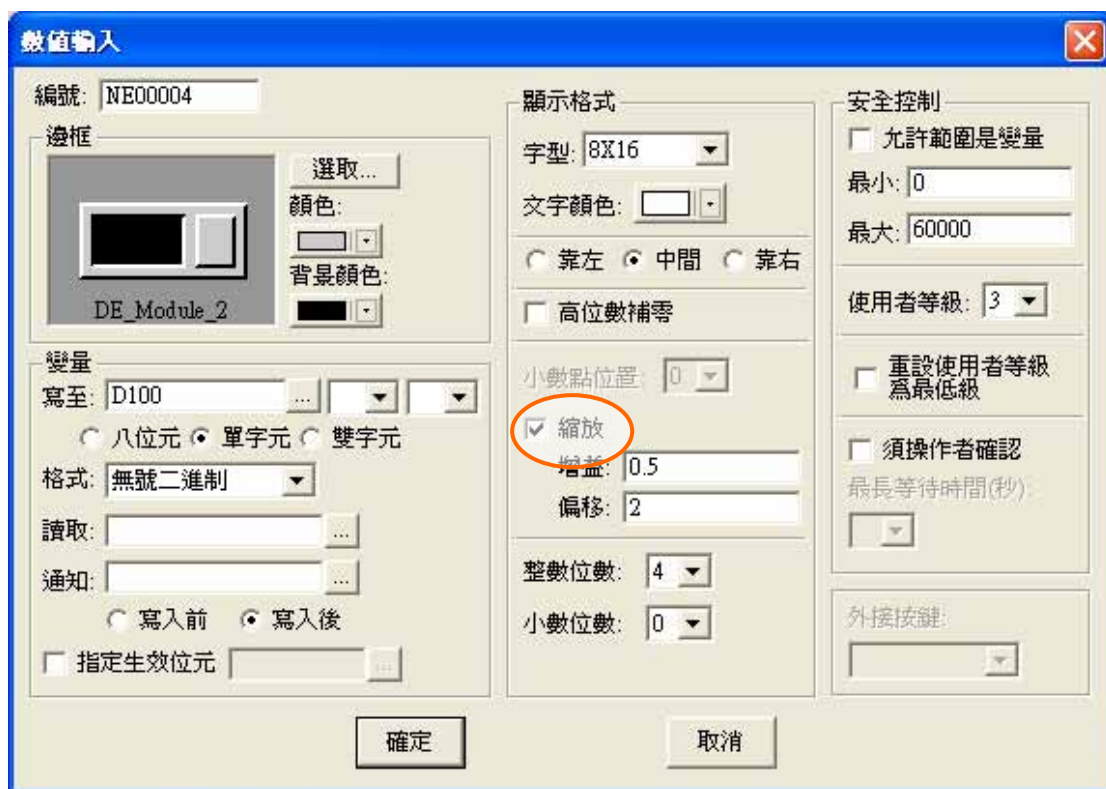 數值輸入
編號: NE00004
邊框
選取...
顏色:
背景顏色:
DE_Module_2
變量
寫至: D100 ...
八位元 單字元 雙字元
格式: 無號二進制
讀取: ...
通知: ...
寫入前 寫入後
指定生效位元 ...
顯示格式
字型: 8X16
文字顏色:
靠左 中間 靠右
高位數補零
小數點位置: 0
縮放
增益: 0.5
偏移: 2
整數位數: 4
小數位數: 0
安全控制
允許範圍是變量
最小: 0
最大: 60000
使用者等級: 3
重設使用者等級
為最低級
須操作者確認
最長等待時間(秒)
外接按鍵:
確定
取消